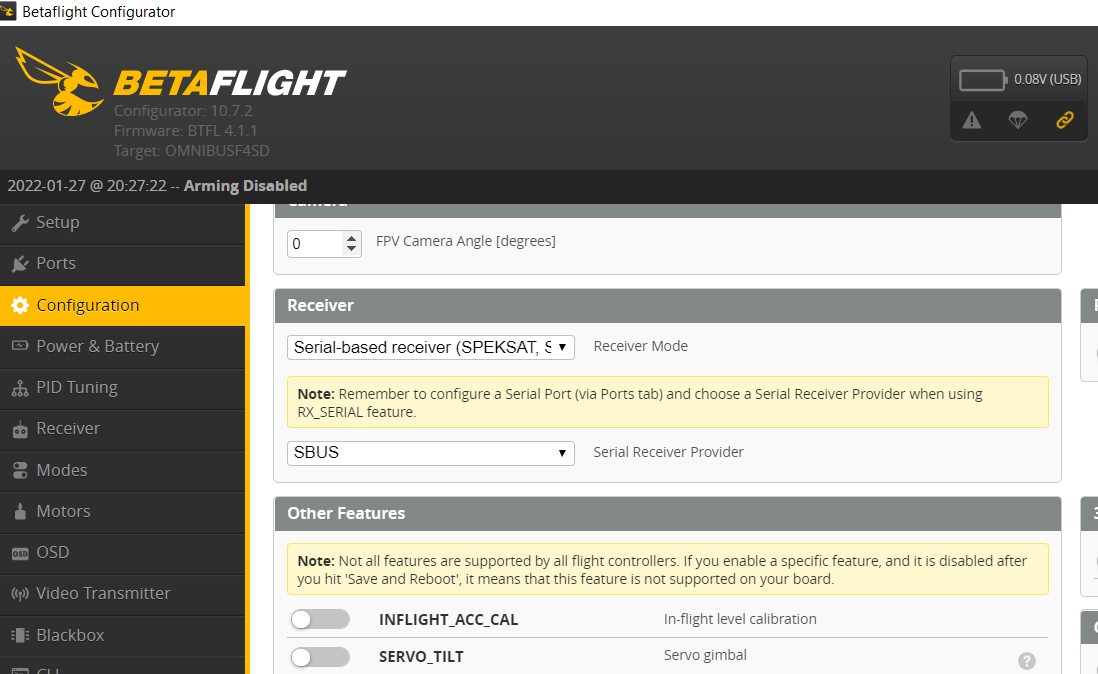 Betaflight Configurator
BETAFLIGHT
Configurator: 10.7.2
Firmware: BTFL 4.1.1
Target: OMNIBUSF4SD
0.08V (USB)
2022-01-27 @ 20:27:22 -- Arming Disabled
Setup
Ports
Configuration
Power & Battery
PID Tuning
Receiver
Modes
Motors
OSD
OSD
Video Transmitter
Blackbox
Camera
0
FPV Camera Angle [degrees]
Receiver
Serial-based receiver (SPEKSAT, S
Receiver Mode
Note: Remember to configure a Serial Port (via Ports tab) and choose a Serial Receiver Provider when using
RX_SERIAL feature.
SBUS
Serial Receiver Provider
Other Features
Note: Not all features are supported by all flight controllers. If you enable a specific feature, and it is disabled after
you hit 'Save and Reboot', it means that this feature is not supported on your board.
INFLIGHT_ACC_CAL
In-flight level calibration
SERVO_TILT
Servo gimbal
?